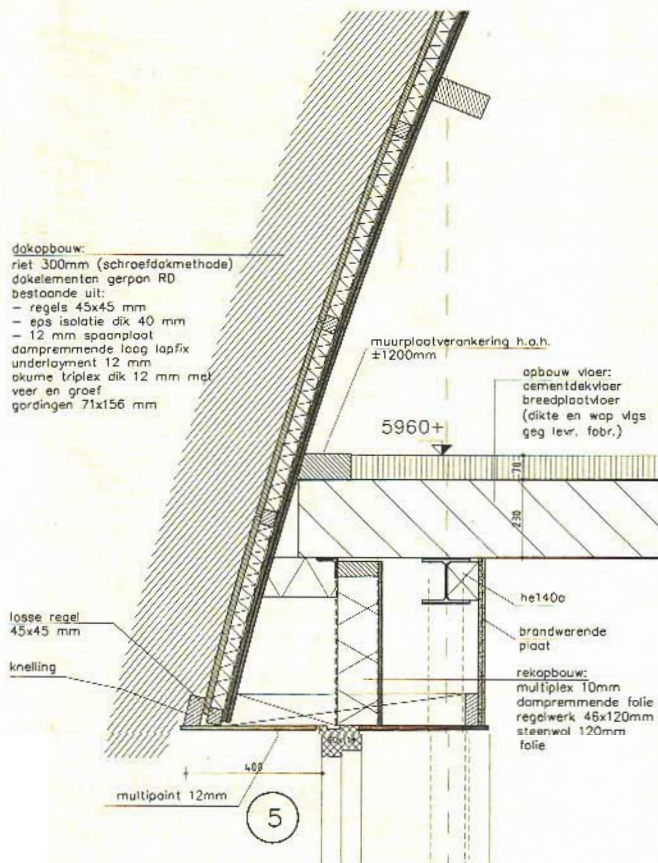 dakopbouw:
riet 300mm (schroefdakmethode)
dakelementen gerpan RD
bestaande uit:
– regels 45x45 mm
– eps isolatie dik 40 mm
– 12 mm spaanplaat
dampremmende laag lapfix
underlayment 12 mm
okume triplex dik 12 mm met
veer en groef
gordingen 71x156 mm
muurplaatverankering h.o.h.
±1200mm
opbouw vloer:
cementdekvloer
breedplaatvloer
(dikte en wap vlgs
geg levr. fabr.)
5960+
70
230
he140a
brandwerende
plaat
losse regel
45x45 mm
knelling
rekopbouw:
multiplex 10mm
dampremmende folie
regelwerk 46x120mm
steenwol 120mm
folie
400
multipaint 12mm
5